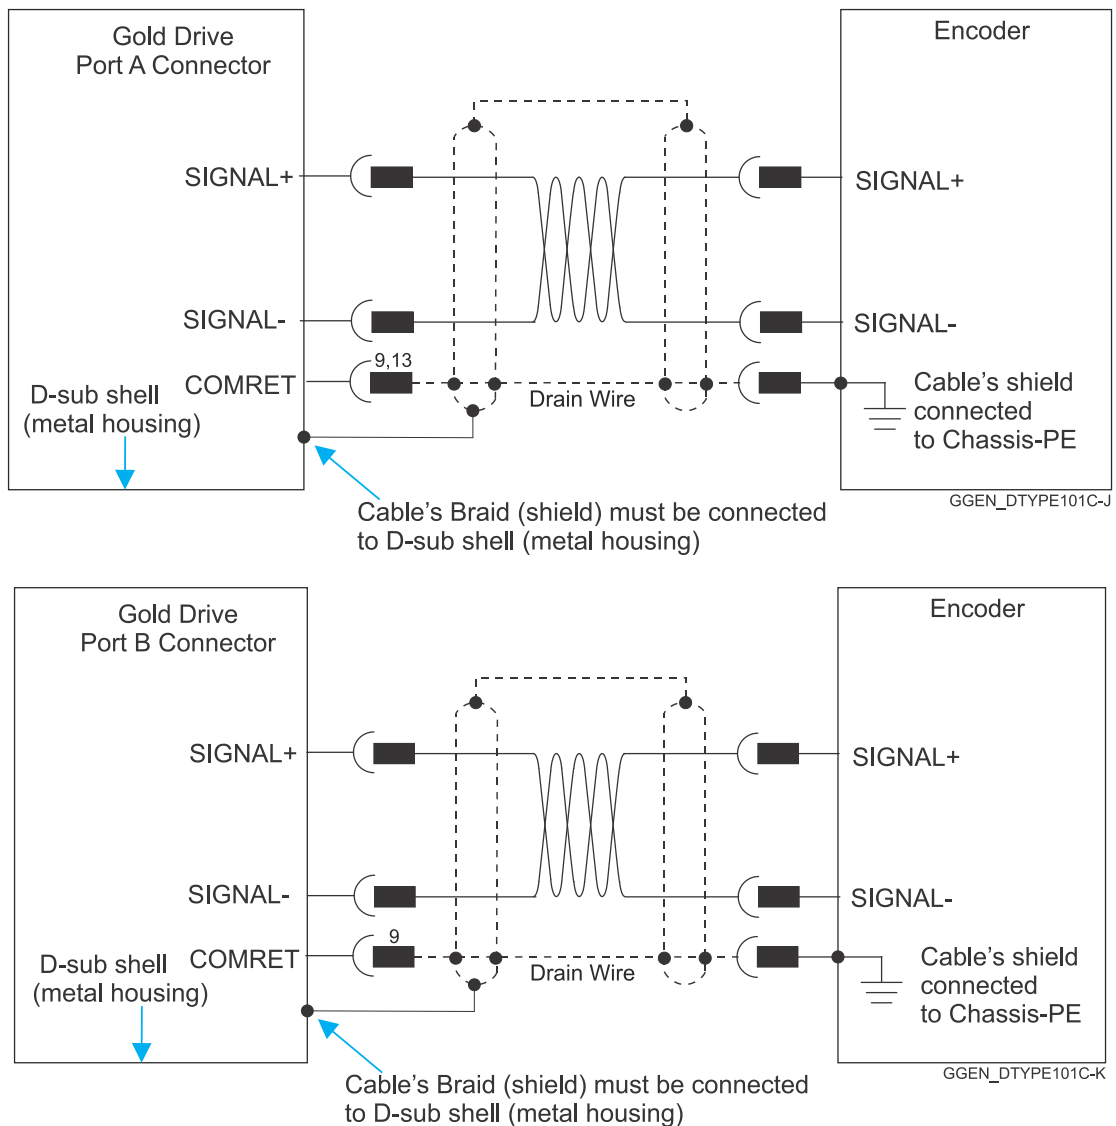 Gold Drive
Port A Connector
Encoder
SIGNAL+
SIGNAL+
SIGNAL-
SIGNAL-
9,13
COMRET
Drain Wire
D-sub shell
(metal housing)
Cable's shield
connected
to Chassis-PE
GGEN_DTYPE101C-J
Cable's Braid (shield) must be connected
to D-sub shell (metal housing)
Gold Drive
Port B Connector
Encoder
SIGNAL+
SIGNAL+
SIGNAL-
SIGNAL-
9
COMRET
Drain Wire
D-sub shell
(metal housing)
Cable's shield
connected
to Chassis-PE
GGEN_DTYPE101C-K
Cable's Braid (shield) must be connected
to D-sub shell (metal housing)